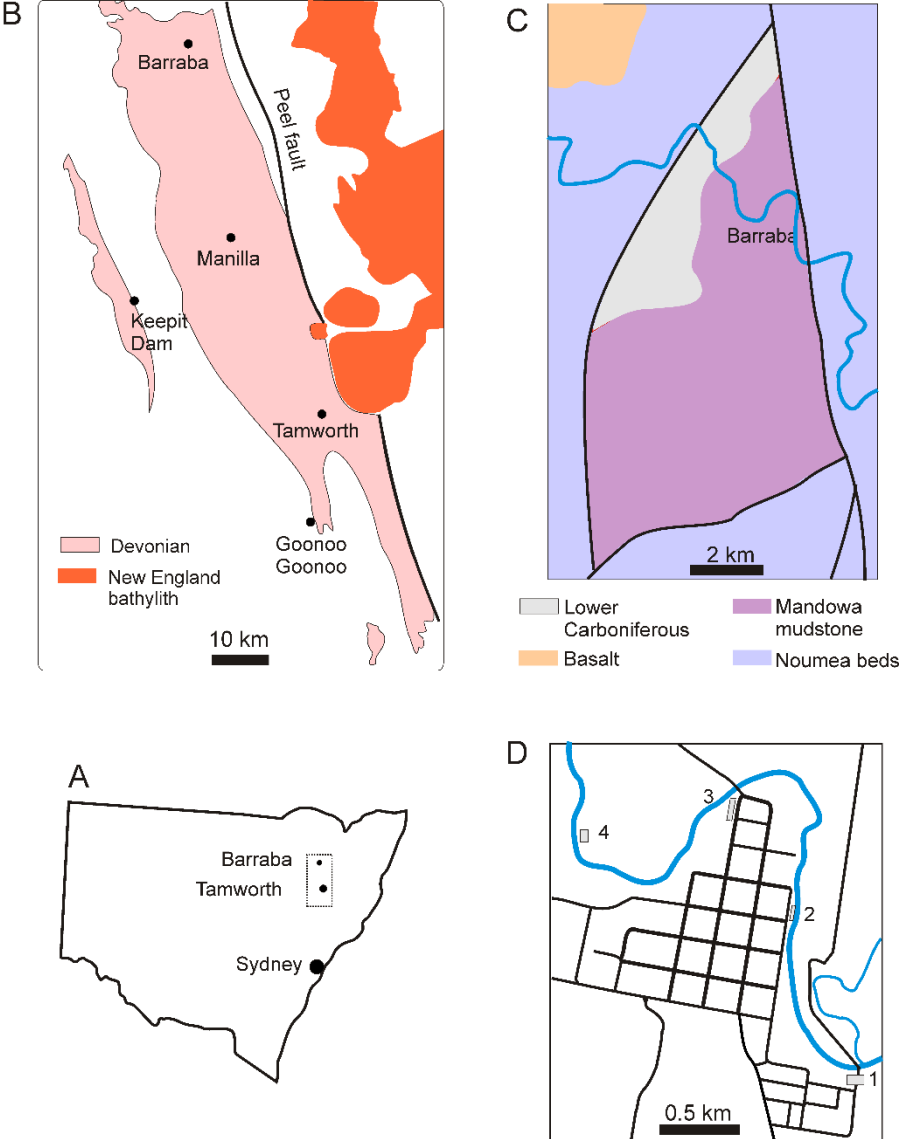 B
Barraba
Peel fault
Manilla
Keepit
Dam
Tamworth
Goonoo
Goonoo
Devonian
New England
bathylith
10 km
C
Barraba
2 km
Lower
Carboniferous
Mandowa
mudstone
Basalt
Noumea beds
A
Barraba
Tamworth
Sydney
D
3
4
2
1
0.5 km